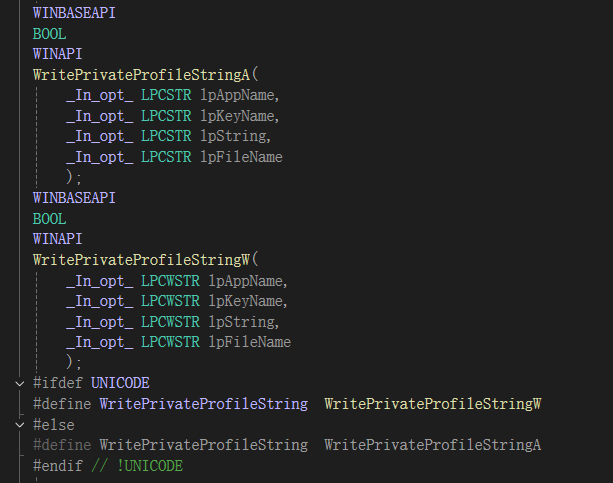 WINBASEAPI
BOOL
WINAPI
WritePrivateProfileStringA(
    _In_opt_ LPCSTR lpAppName,
    _In_opt_ LPCSTR lpKeyName,
    _In_opt_ LPCSTR lpString,
    _In_opt_ LPCSTR lpFileName
    );
WINBASEAPI
BOOL
WINAPI
WritePrivateProfileStringW(
    _In_opt_ LPCWSTR lpAppName,
    _In_opt_ LPCWSTR lpKeyName,
    _In_opt_ LPCWSTR lpString,
    _In_opt_ LPCWSTR lpFileName
    );
#ifdef UNICODE
#define WritePrivateProfileString  WritePrivateProfileStringW
#else
#define WritePrivateProfileString  WritePrivateProfileStringA
#endif // !UNICODE